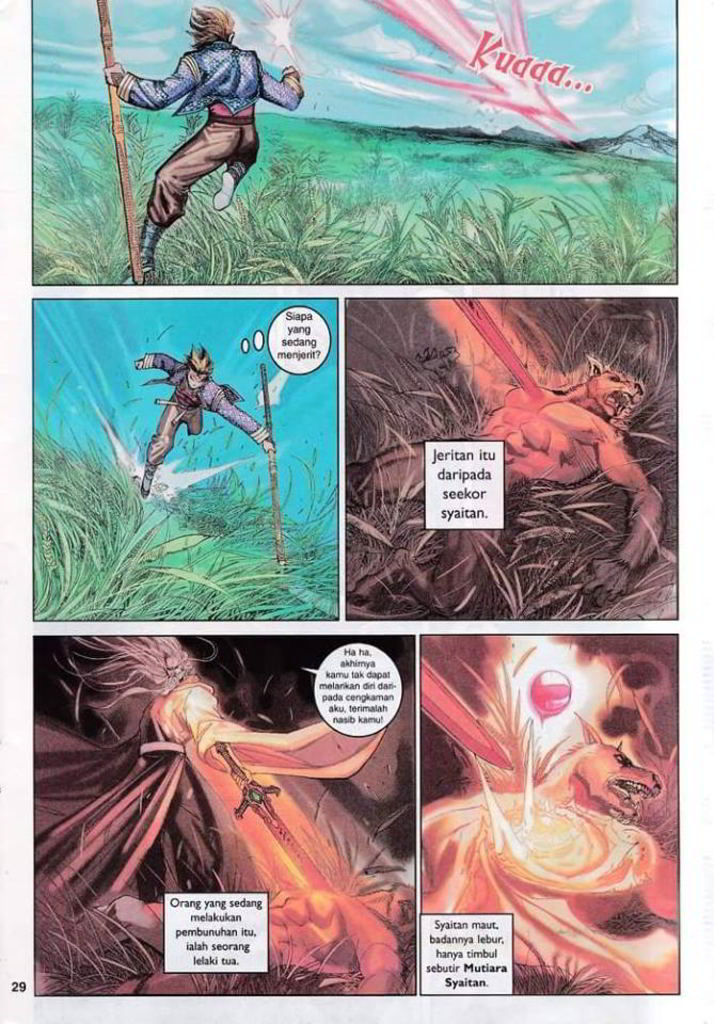 Kuaaa...
Siapa
yang
sedang
menjerit?
Jeritan itu
daripada
seekor
syaitan.
Ha ha,
akhirnya
kamu tak dapat
melarikan diri dari-
pada cengkaman
aku, terimalah
nasib kamu!
Orang yang sedang
melakukan
pembunuhan itu,
ialah seorang
lelaki tua.
Syaitan maut,
badannya lebur,
hanya timbul
sebutir Mutiara
Syaitan.
29